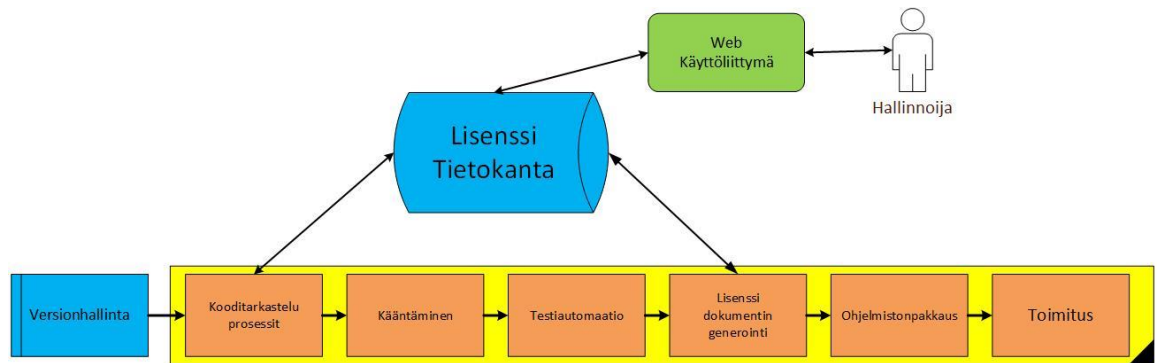 Web
Käyttöliittymä
Hallinnoija
Lisenssi
Tietokanta
Versionhallinta
Kooditarkastelu
prosessit
Kääntäminen
Testiautomaatio
Lisenssi
dokumentin
generointi
Ohjelmistonpakkaus
Toimitus